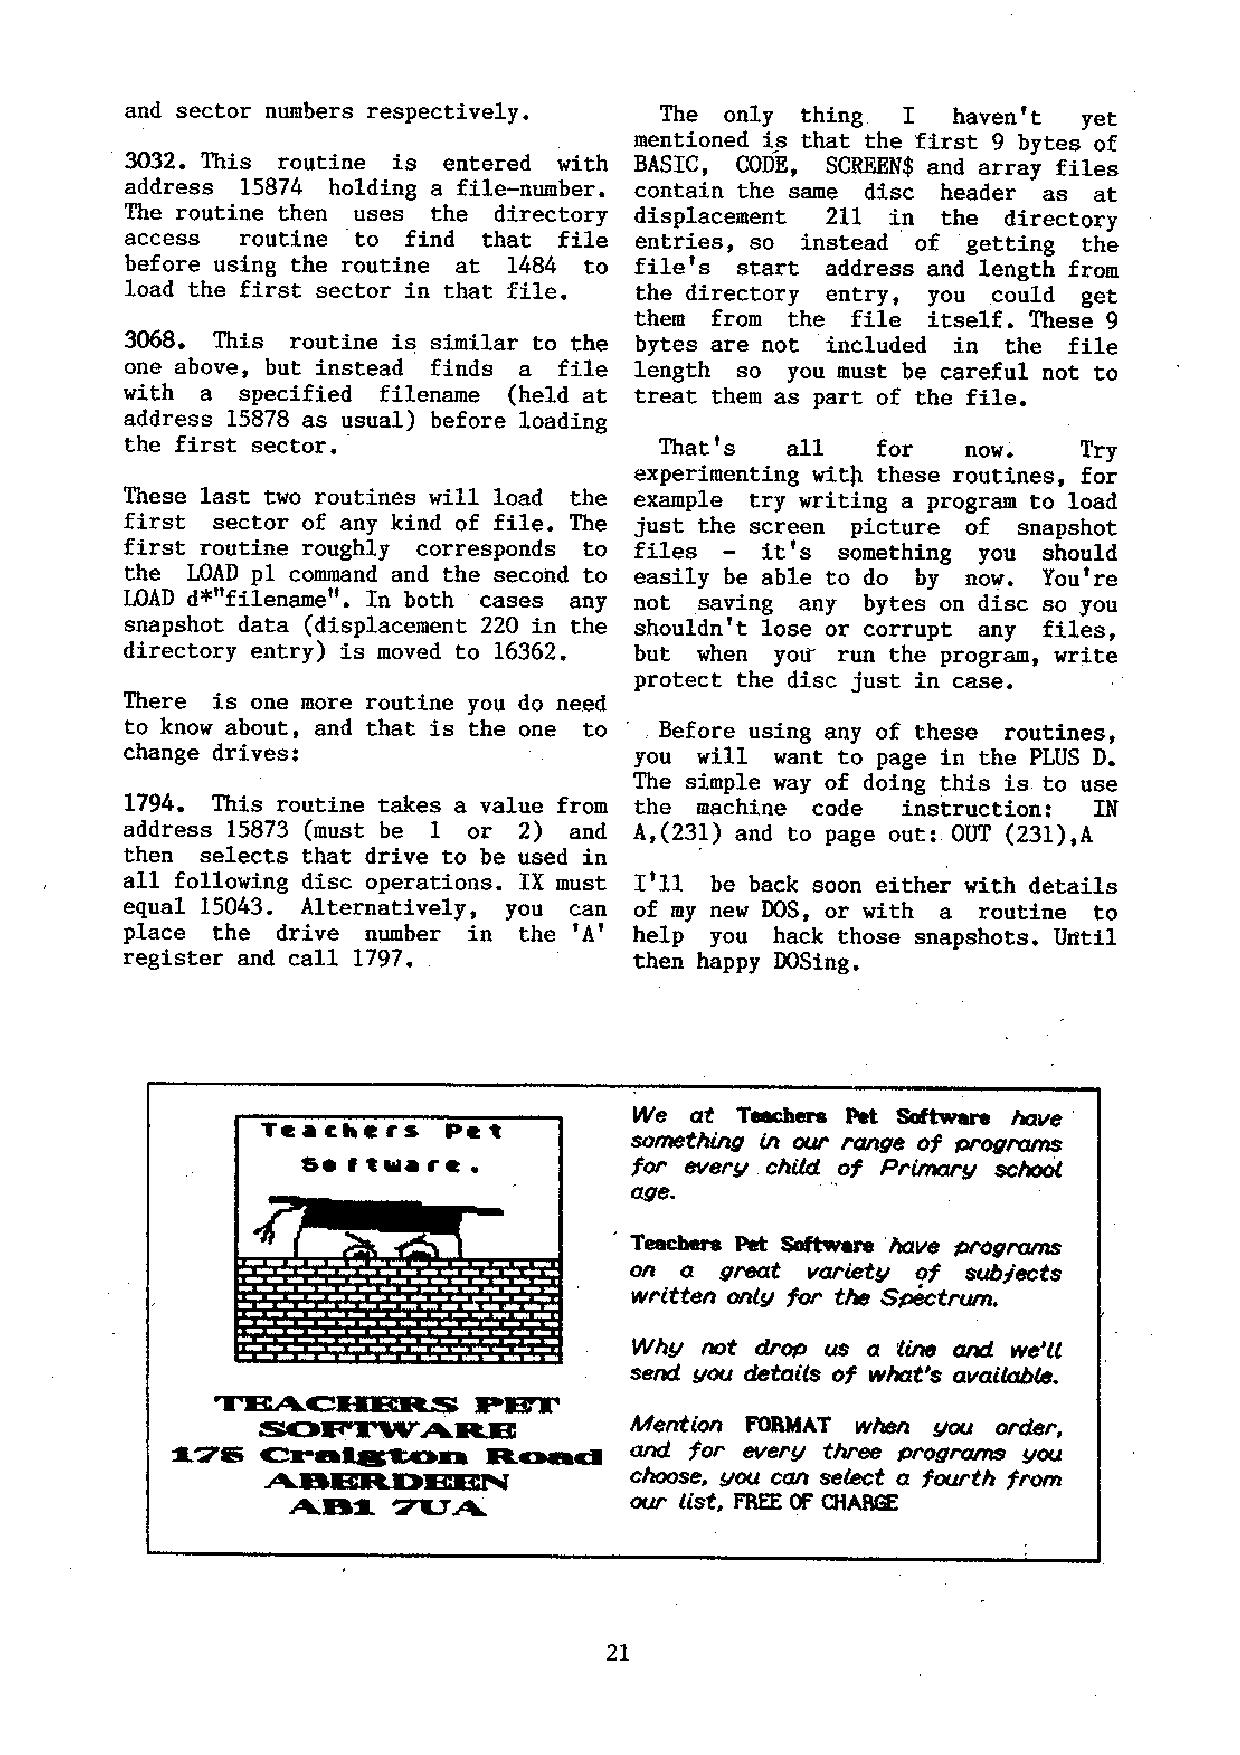 and sector numbers respectively.
3032. This routine is entered with
address 15874 holding a file-number.
The routine then uses the directory
access routine to find that file
before using the routine at 1484 to
load the first sector in that file.
3068. This routine is similar to the
one above, but instead finds a file
with a specified filename (held at
address 15878 as usual) before loading
the first sector.
These last two routines will load the
first sector of any kind of file. The
first routine roughly corresponds to
the LOAD p1 command and the second to
LOAD d*"filename". In both cases any
snapshot data (displacement 220 in the
directory entry) is moved to 16362.
There is one more routine you do need
to know about, and that is the one to
change drives:
1794. This routine takes a value from
address 15873 (must be 1 or 2) and
then selects that drive to be used in
all following disc operations. IX must
equal 15043. Alternatively, you can
place the drive number in the 'A'
register and call 1797.
The only thing I haven't yet
mentioned is that the first 9 bytes of
BASIC, CODE, SCREEN$ and array files
contain the same disc header as at
displacement 211 in the directory
entries, so instead of getting the
file's start address and length from
the directory entry, you could get
them from the file itself. These 9
bytes are not included in the file
length so you must be careful not to
treat them as part of the file.
That's all for now. Try
experimenting with these routines, for
example try writing a program to load
just the screen picture of snapshot
files - it's something you should
easily be able to do by now. You're
not saving any bytes on disc so you
shouldn't lose or corrupt any files,
but when your run the program, write
protect the disc just in case.
Before using any of these routines,
you will want to page in the PLUS D.
The simple way of doing this is to use
the machine code instruction: IN
A,(231) and to page out: OUT (231),A
I'll be back soon either with details
of my new DOS, or with a routine to
help you hack those snapshots. Until
then happy DOSing.
Teachers Pet
Software.
TEACHERS PET
SOFTWARE
175 Craigton Road
ABERDEEN
AB1 7UA
We at Teachers Pet Software have
something in our range of programs
for every child of Primary school
age.
Teachers Pet Software have programs
on a great variety of subjects
written only for the Spectrum.
Why not drop us a line and we'll
send you details of what's available.
Mention FORMAT when you order,
and for every three programs you
choose, you can select a fourth from
our list, FREE OF CHARGE
21